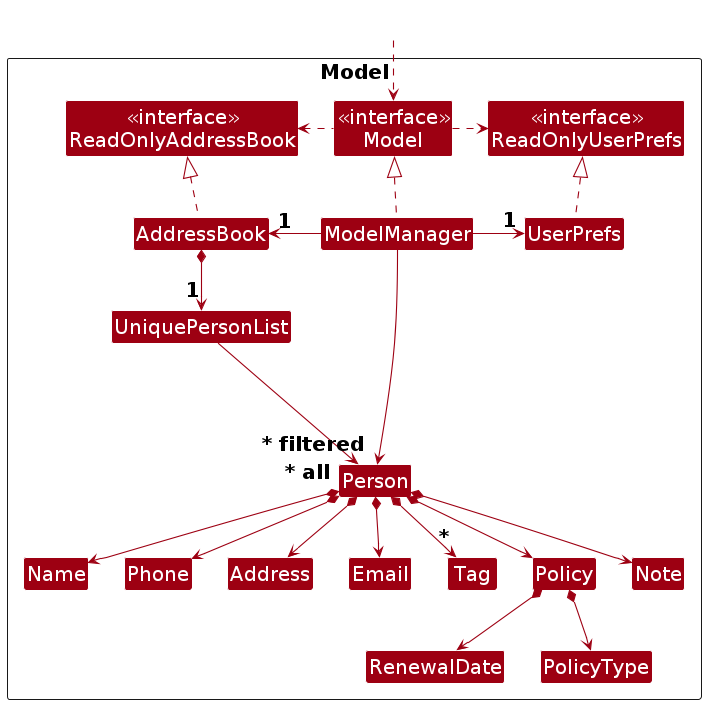 Model
«interface»
ReadOnlyAddressBook
«interface»
Model
«interface»
ReadOnlyUserPrefs
AddressBook
1
ModelManager
1
UserPrefs
1
UniquePersonList
* filtered
* all
Person
*
Name
Phone
Address
Email
Tag
Policy
Note
RenewalDate
PolicyType